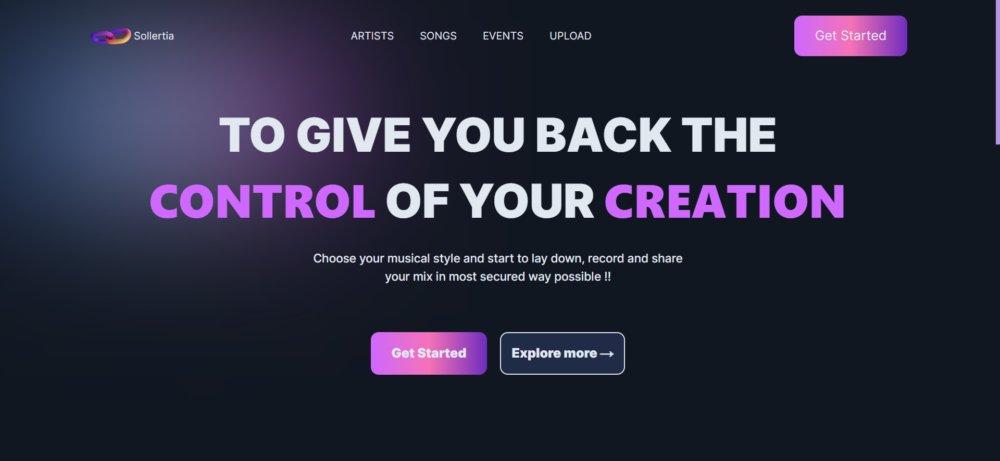 Sollertia
ARTISTS
SONGS
EVENTS
UPLOAD
Get Started
TO GIVE YOU BACK THE
CONTROL OF YOUR CREATION
Choose your musical style and start to lay down, record and share
your mix in most secured way possible !!
Get Started
Explore more →